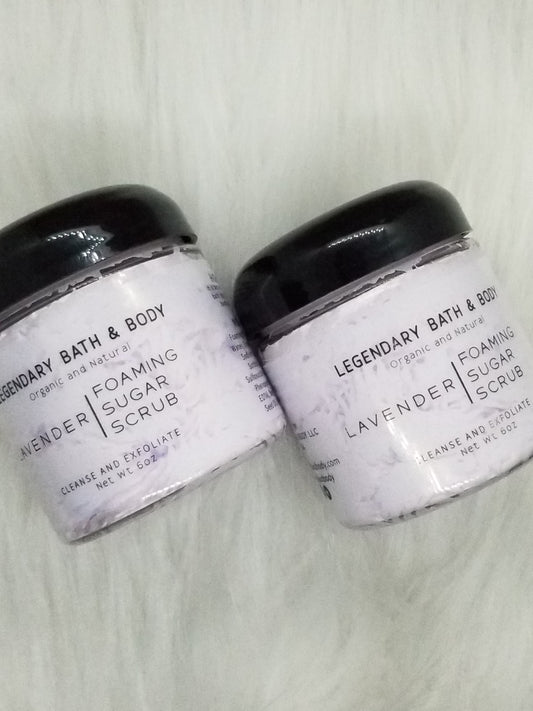 LEGENDARY BATH & BODY
Organic and Natural
LAVENDER
FOAMING
SUGAR
SCRUB
CLEANSE AND EXFOLIATE
Net Wt 6oz
LEGENDARY BATH & BODY
Organic and Natural
LAVENDER
FOAMING
SUGAR
SCRUB
CLEANSE AND EXFOLIATE
Net Wt 6oz
LLC